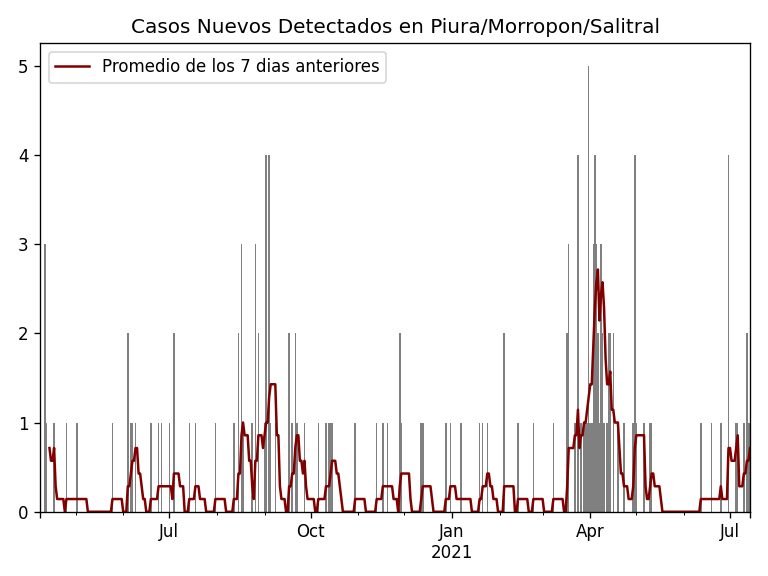 Casos Nuevos Detectados en Piura/Morropon/Salitral
Promedio de los 7 dias anteriores
5
4
3
2
1
0
Jul
Oct
Jan
2021
Apr
Jul